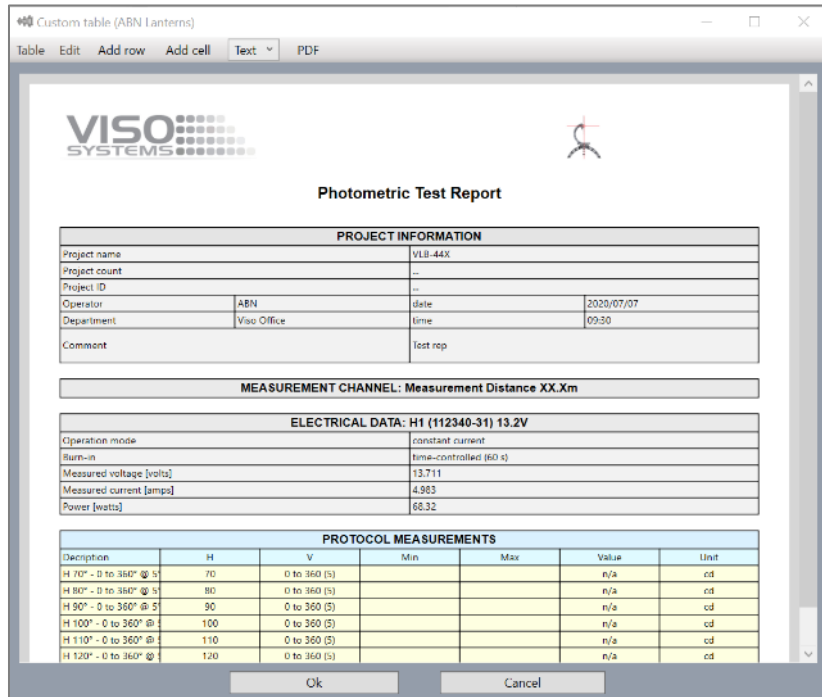 Custom table (ABN Lanterns)
Table Edit Add row Add cell Text PDF
VISO
SYSTEMS
Photometric Test Report
PROJECT INFORMATION
Project name VLB-44X
Project count --
Project ID --
Operator ABN date 2020/07/07
Department Viso Office time 09:30
Comment Test rep
MEASUREMENT CHANNEL: Measurement Distance XX.Xm
ELECTRICAL DATA: H1 (112340-31) 13.2V
Operation mode constant current
Burn-in time-controlled (60 s)
Measured voltage [volts] 13.711
Measured current [amps] 4.983
Power [watts] 68.32
PROTOCOL MEASUREMENTS
Decription H V Min Max Value Unit
H 70° - 0 to 360° @ 5° 70 0 to 360 (5) n/a cd
H 80° - 0 to 360° @ 5° 80 0 to 360 (5) n/a cd
H 90° - 0 to 360° @ 5° 90 0 to 360 (5) n/a cd
H 100° - 0 to 360° @ 100 0 to 360 (5) n/a cd
H 110° - 0 to 360° @ 110 0 to 360 (5) n/a cd
H 120° - 0 to 360° @ 120 0 to 360 (5) n/a cd
Ok Cancel